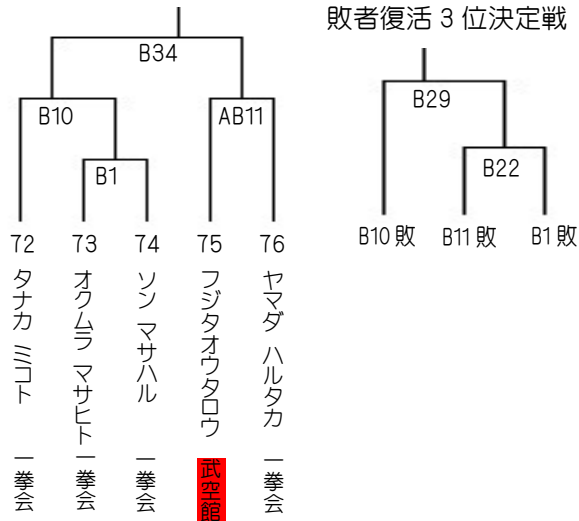 敗者復活３位決定戦
B34
B10
AB11
B1
B29
B22
B10 敗
B11 敗
B1 敗
72
タナカ ミコト
一拳会
73
オクムラ マサヒト
一拳会
74
ソン マサハル
一拳会
75
フジタオウタロウ
武空館
76
ヤマダ ハルタカ
一拳会